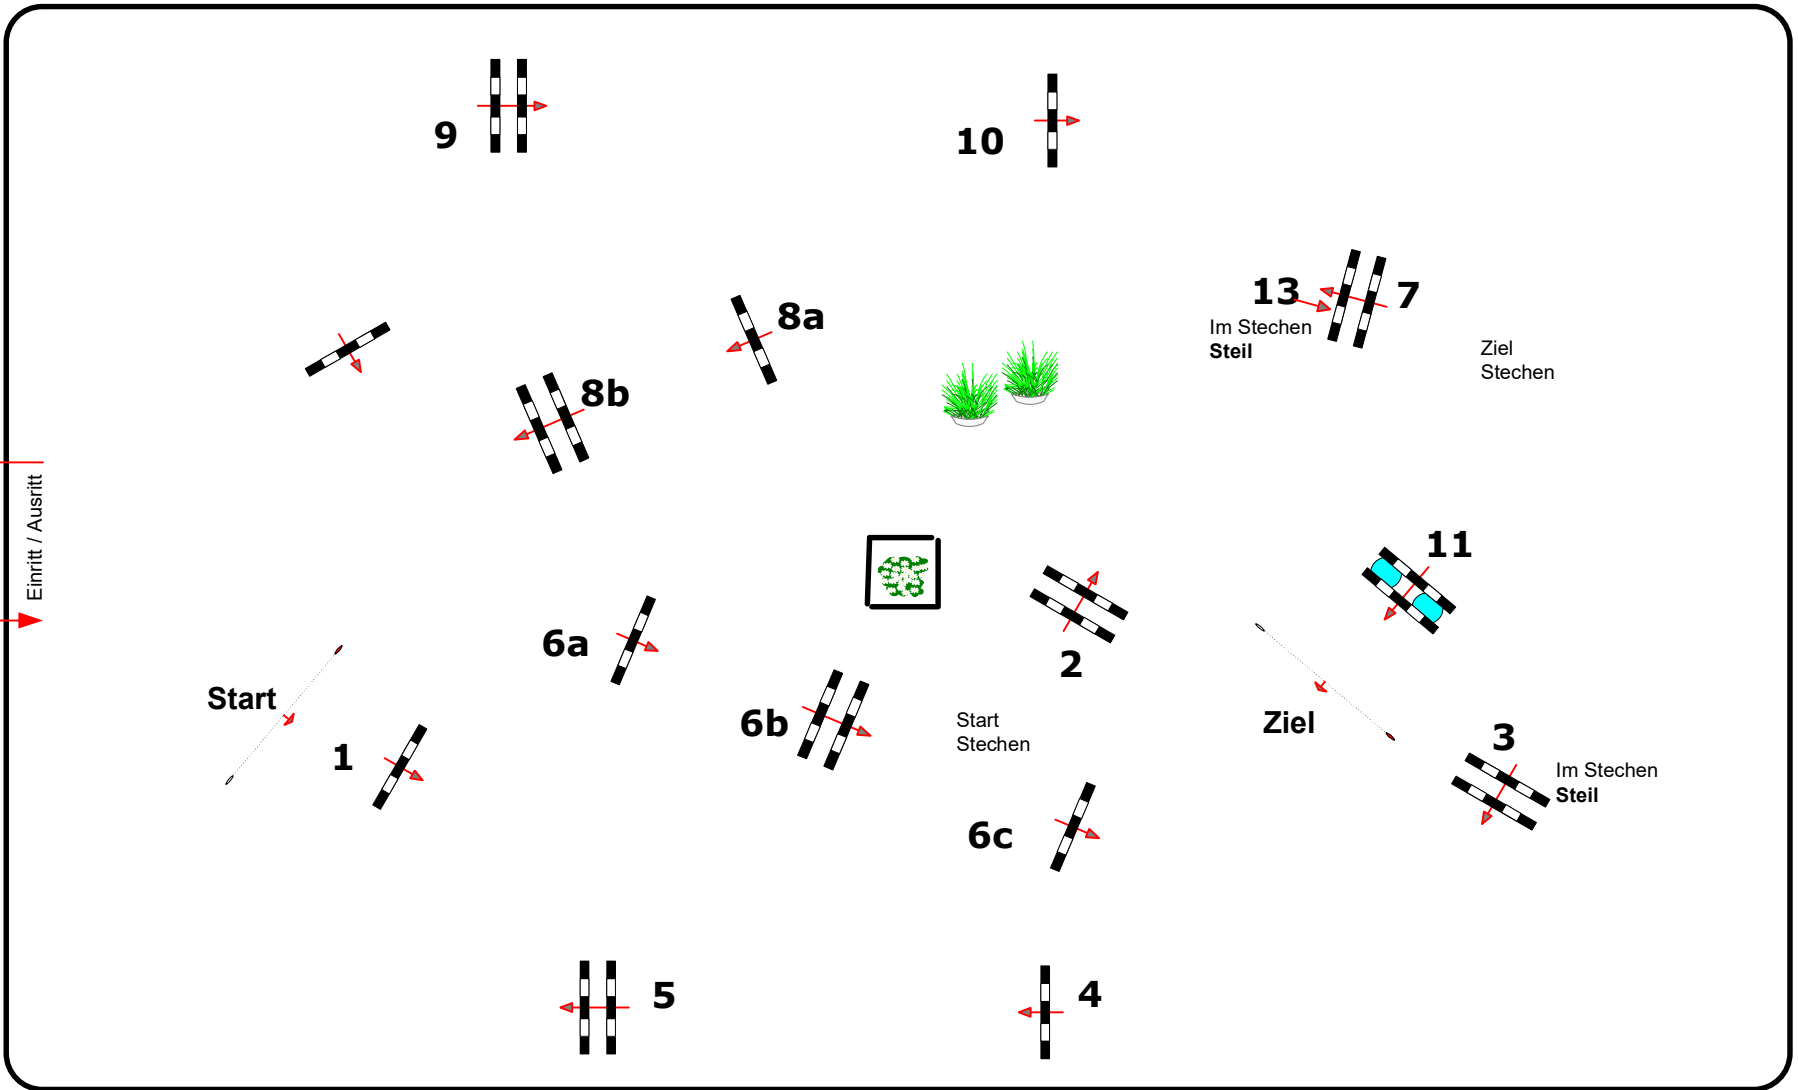 9
10
13
7
Im Stechen
Steil
8a
Ziel
Stechen
8b
Einritt / Ausritt
11
6a
2
Start
6b
Start
Stechen
Ziel
3
1
Im Stechen
Steil
6c
5
4